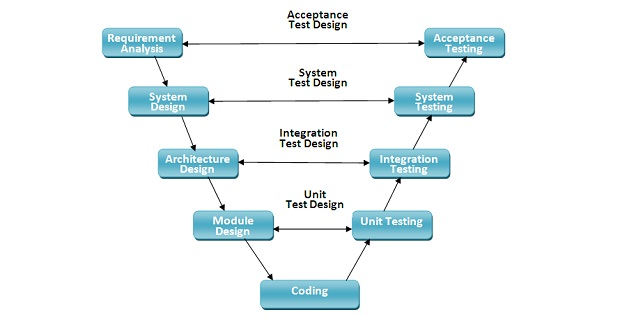 Acceptance
Test Design
Requirement
Analysis
Acceptance
Testing
System
Test Design
System
Design
System
Testing
Integration
Test Design
Architecture
Design
Integration
Testing
Unit
Test Design
Module
Design
Unit Testing
Coding